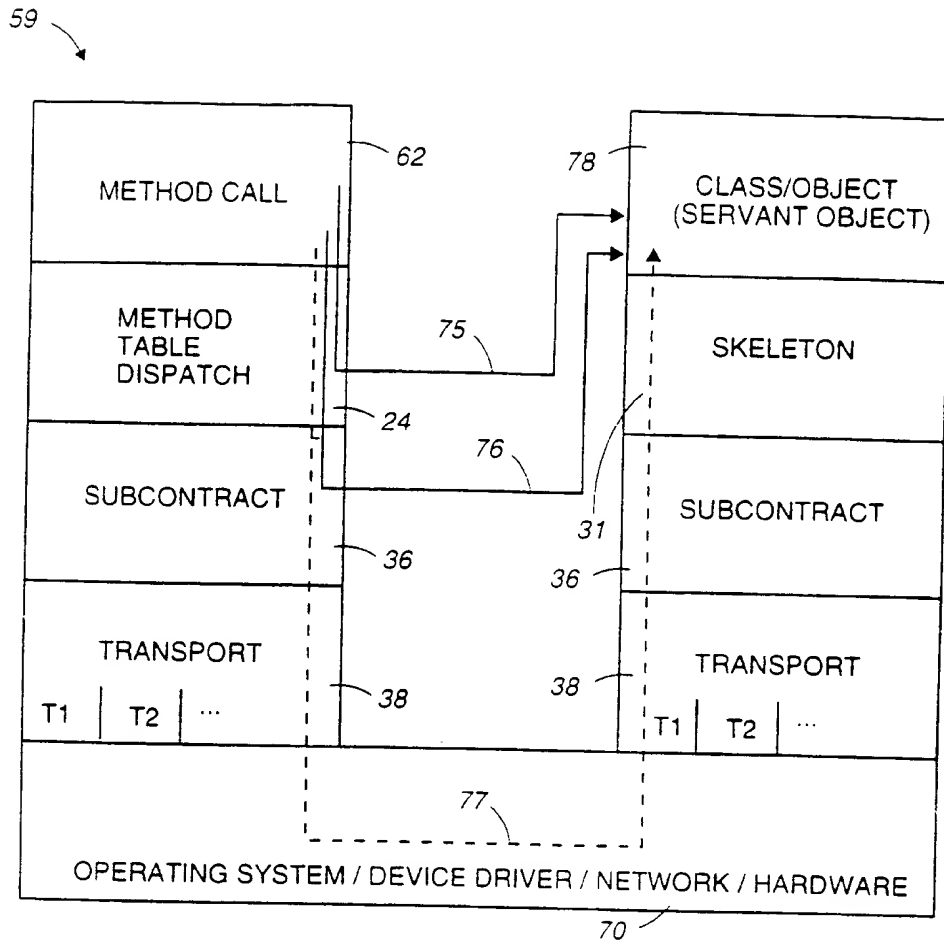 59
62
METHOD CALL
78
CLASS/OBJECT
(SERVANT OBJECT)
METHOD
TABLE
DISPATCH
24
75
SKELETON
31
SUBCONTRACT
36
76
SUBCONTRACT
36
TRANSPORT
38
T1
T2
...
TRANSPORT
38
T1
T2
...
77
OPERATING SYSTEM / DEVICE DRIVER / NETWORK / HARDWARE
70